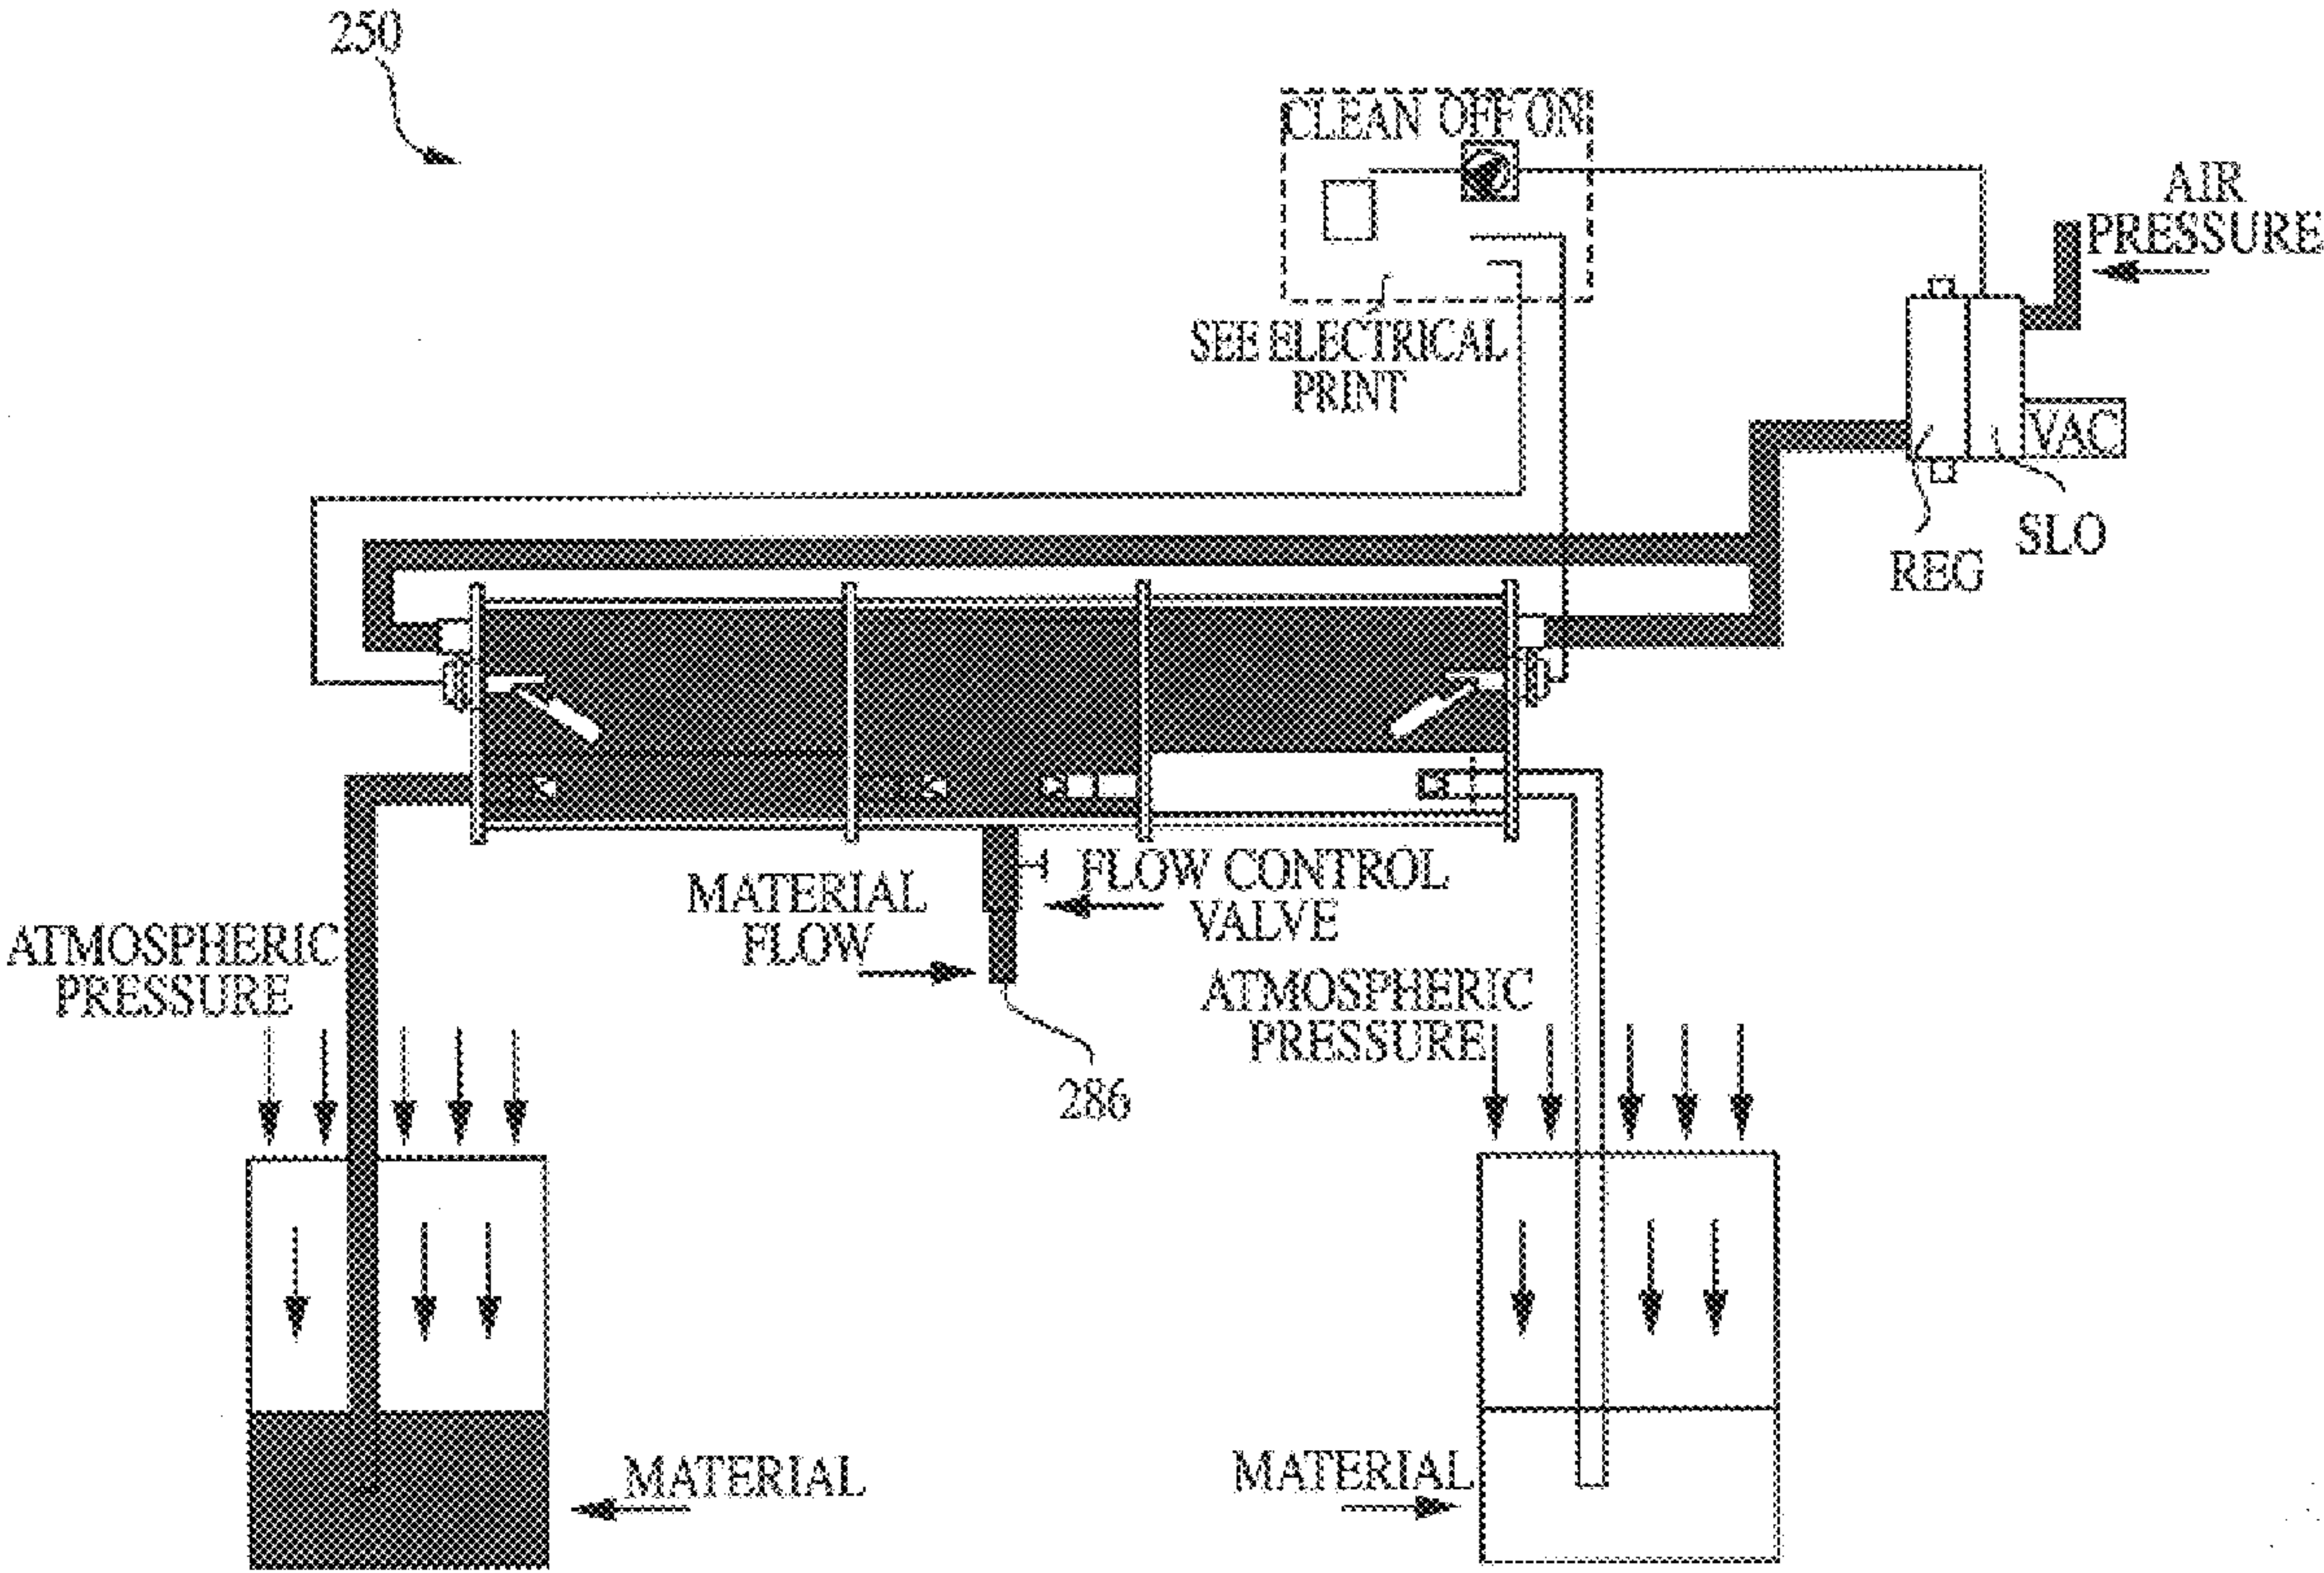 250
CLEAN OFF ON
AIR
PRESSURE
SEE ELECTRICAL
PRINT
VAC
SLO
REG
MATERIAL
FLOW
FLOW CONTROL
VALVE
ATMOSPHERIC
PRESSURE
ATMOSPHERIC
PRESSURE
286
MATERIAL
MATERIAL